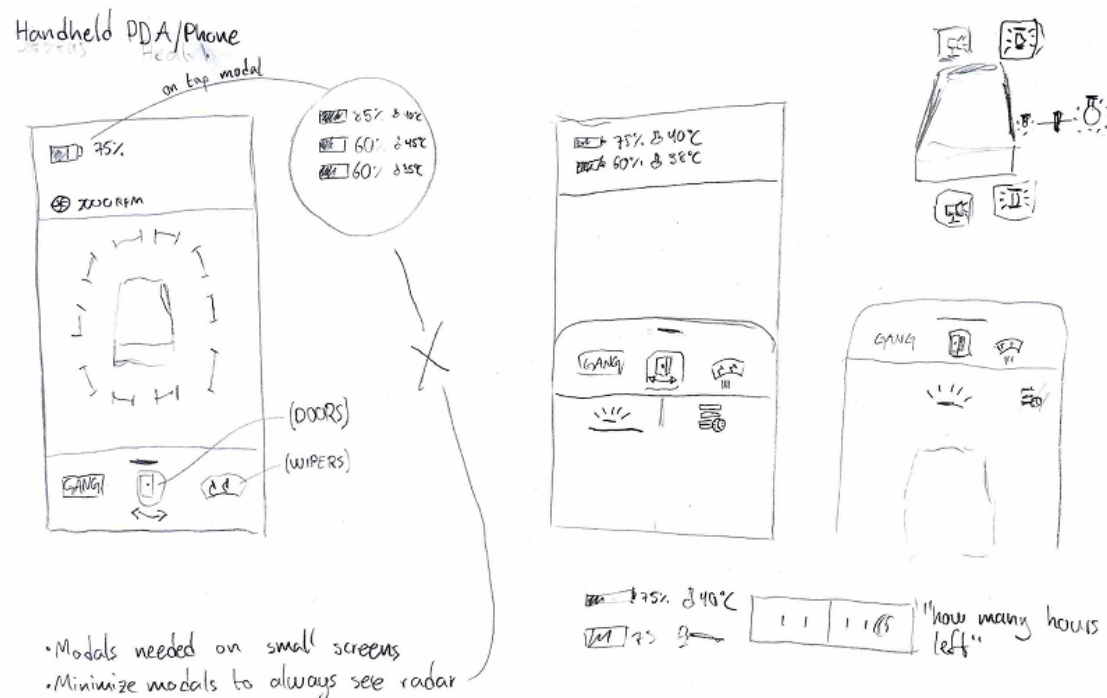 Handheld PDA/Phone
on tap modal
75%
2000 RPM
85% 40°C
60% 45°C
60% 35°C
GANG
(DOORS)
(WIPERS)
75% 40°C
60% 38°C
GANG
GANG
75% 40°C
75
"how many hours
left"
•Modals needed on small screens
•Minimize modals to always see radar